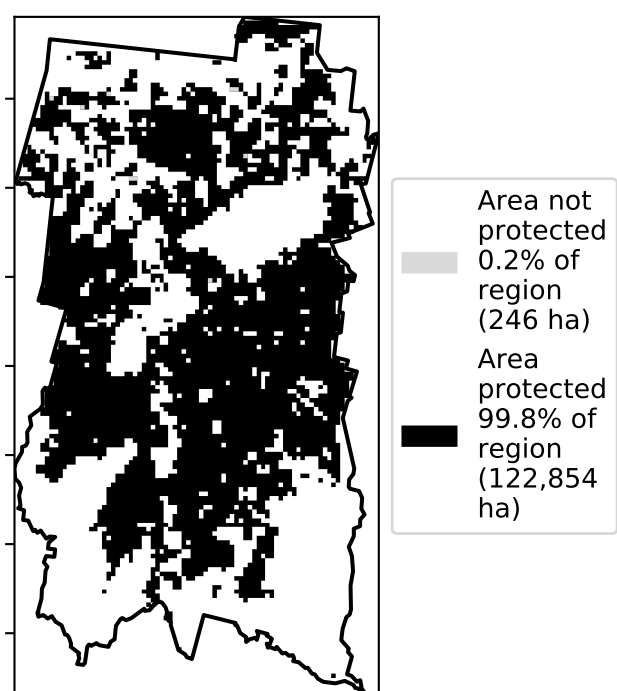 Area not
protected
0.2% of
region
(246 ha)
Area
protected
99.8% of
region
(122,854
ha)